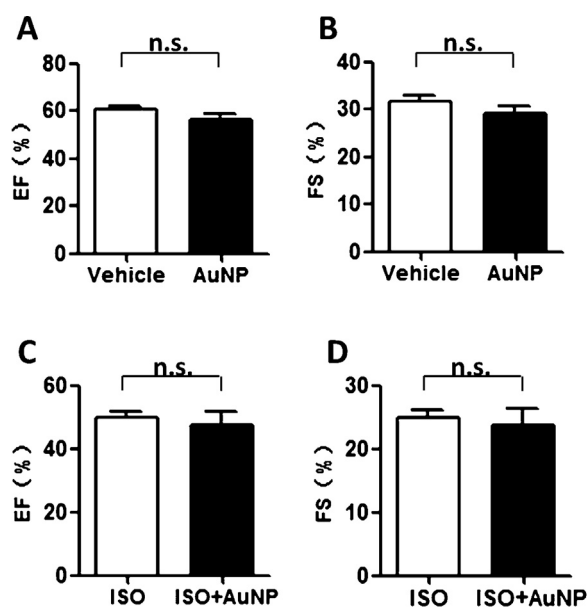 A
n.s.
EF (%)
80
60
40
20
0
Vehicle AuNP
B
n.s.
FS (%)
40
30
20
10
0
Vehicle AuNP
C
n.s.
EF (%)
60
40
20
0
ISO ISO+AuNP
D
n.s.
FS (%)
30
20
10
0
ISO ISO+AuNP